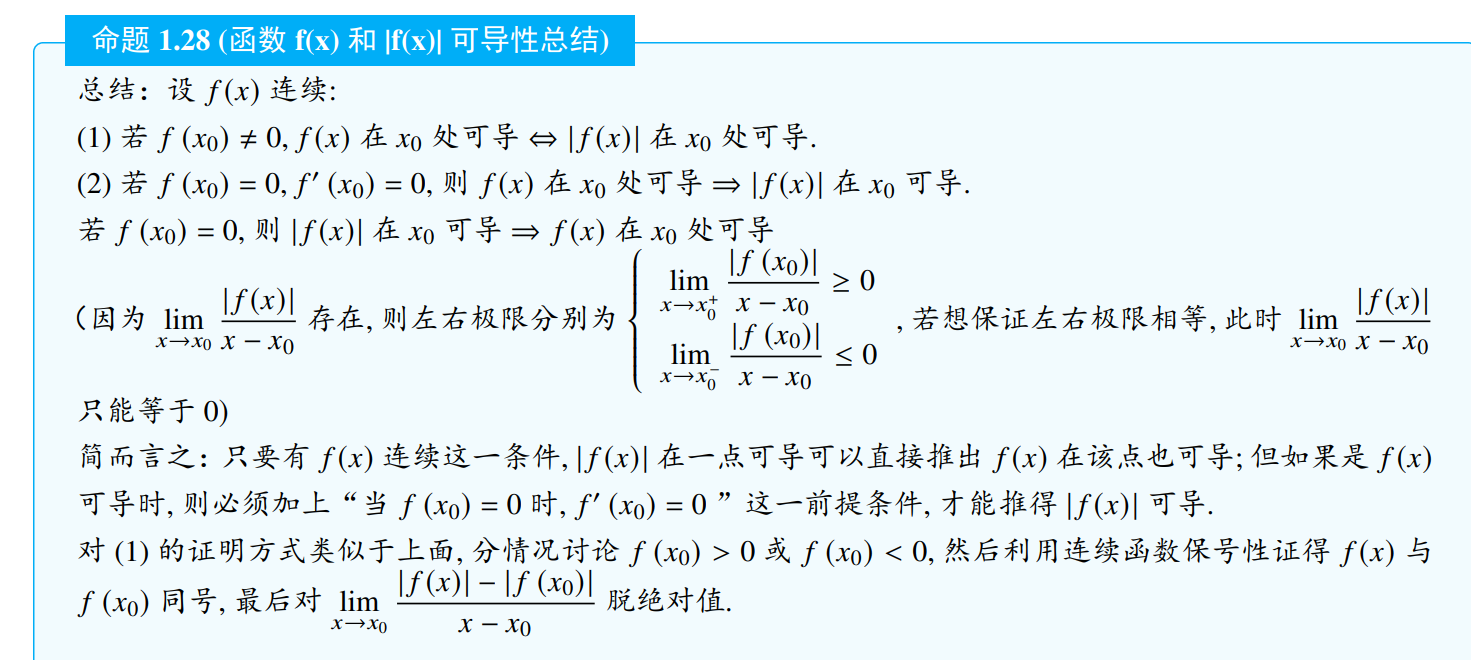 命题 1.28 (函数 f(x) 和 |f(x)| 可导性总结)
总结：设 f(x) 连续:
(1) 若 f (x₀) ≠ 0, f(x) 在 x₀ 处可导 ⇔ |f(x)| 在 x₀ 处可导.
(2) 若 f (x₀) = 0, f′ (x₀) = 0, 则 f(x) 在 x₀ 处可导 ⇒ |f(x)| 在 x₀ 可导.
若 f (x₀) = 0, 则 |f(x)| 在 x₀ 可导 ⇒ f(x) 在 x₀ 处可导
（因为 lim_{x→x₀} |f(x)|/(x − x₀) 存在, 则左右极限分别为 { lim_{x→x₀⁺} |f (x₀)|/(x − x₀) ≥ 0 lim_{x→x₀⁻} |f (x₀)|/(x − x₀) ≤ 0 , 若想保证左右极限相等, 此时 lim_{x→x₀} |f(x)|/(x − x₀)
只能等于 0)
简而言之：只要有 f(x) 连续这一条件, |f(x)| 在一点可导可以直接推出 f(x) 在该点也可导; 但如果是 f(x)
可导时, 则必须加上“当 f (x₀) = 0 时, f′ (x₀) = 0 ”这一前提条件, 才能推得 |f(x)| 可导.
对 (1) 的证明方式类似于上面, 分情况讨论 f (x₀) > 0 或 f (x₀) < 0, 然后利用连续函数保号性证得 f(x) 与
f (x₀) 同号, 最后对 lim_{x→x₀} (|f(x)| − |f (x₀)|)/(x − x₀) 脱绝对值.